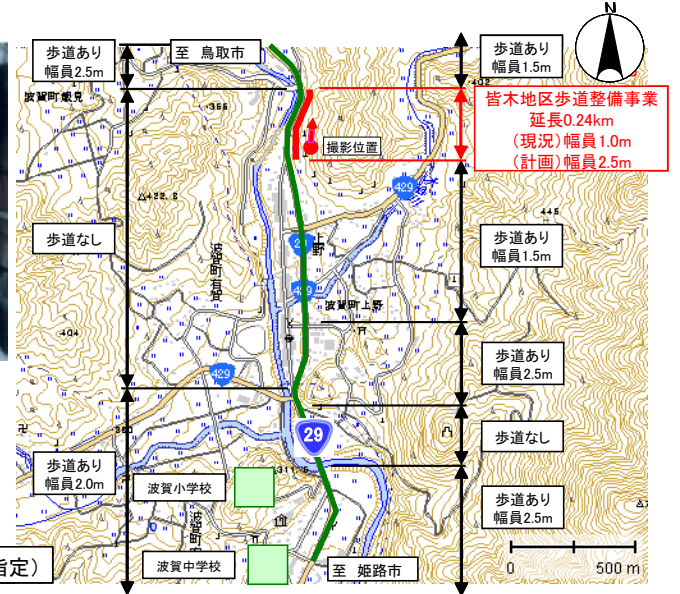 N
歩道あり
幅員2.5m
至 鳥取市
歩道あり
幅員1.5m
皆木地区歩道整備事業
延長0.24km
(現況)幅員1.0m
(計画)幅員2.5m
撮影位置
429
歩道なし
歩道あり
幅員1.5m
波賀町有賀
波賀町上野
404
429
歩道あり
幅員2.5m
29
歩道なし
歩道あり
幅員2.0m
波賀小学校
歩道あり
幅員2.5m
波賀中学校
至 姫路市
指定)
0
500 m